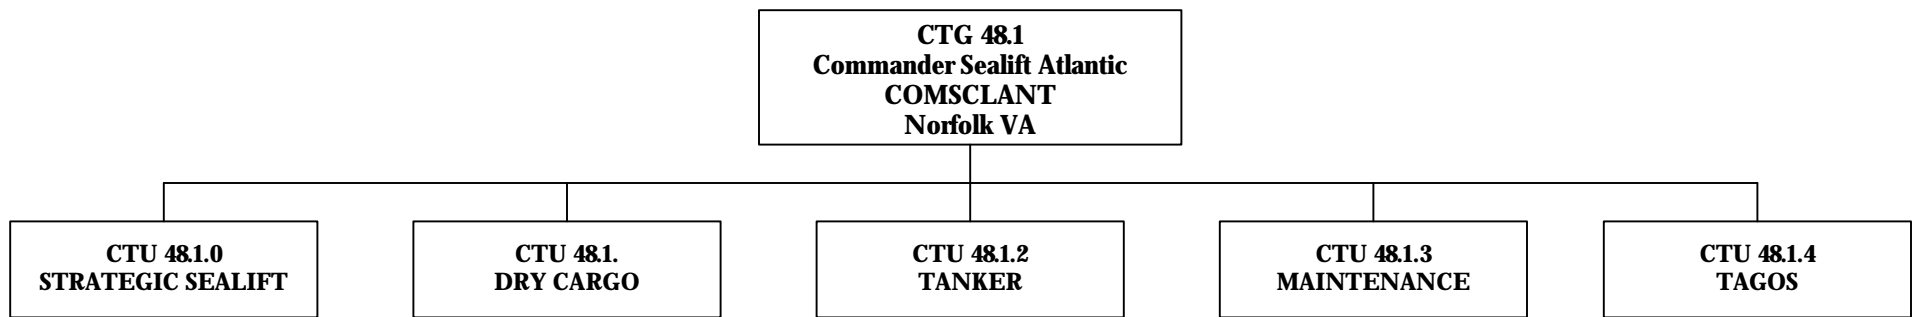 CTG 48.1
Commander Sealift Atlantic
COMSCLANT
Norfolk VA
CTU 48.1.0
STRATEGIC SEALIFT
CTU 48.1.
DRY CARGO
CTU 48.1.2
TANKER
CTU 48.1.3
MAINTENANCE
CTU 48.1.4
TAGOS